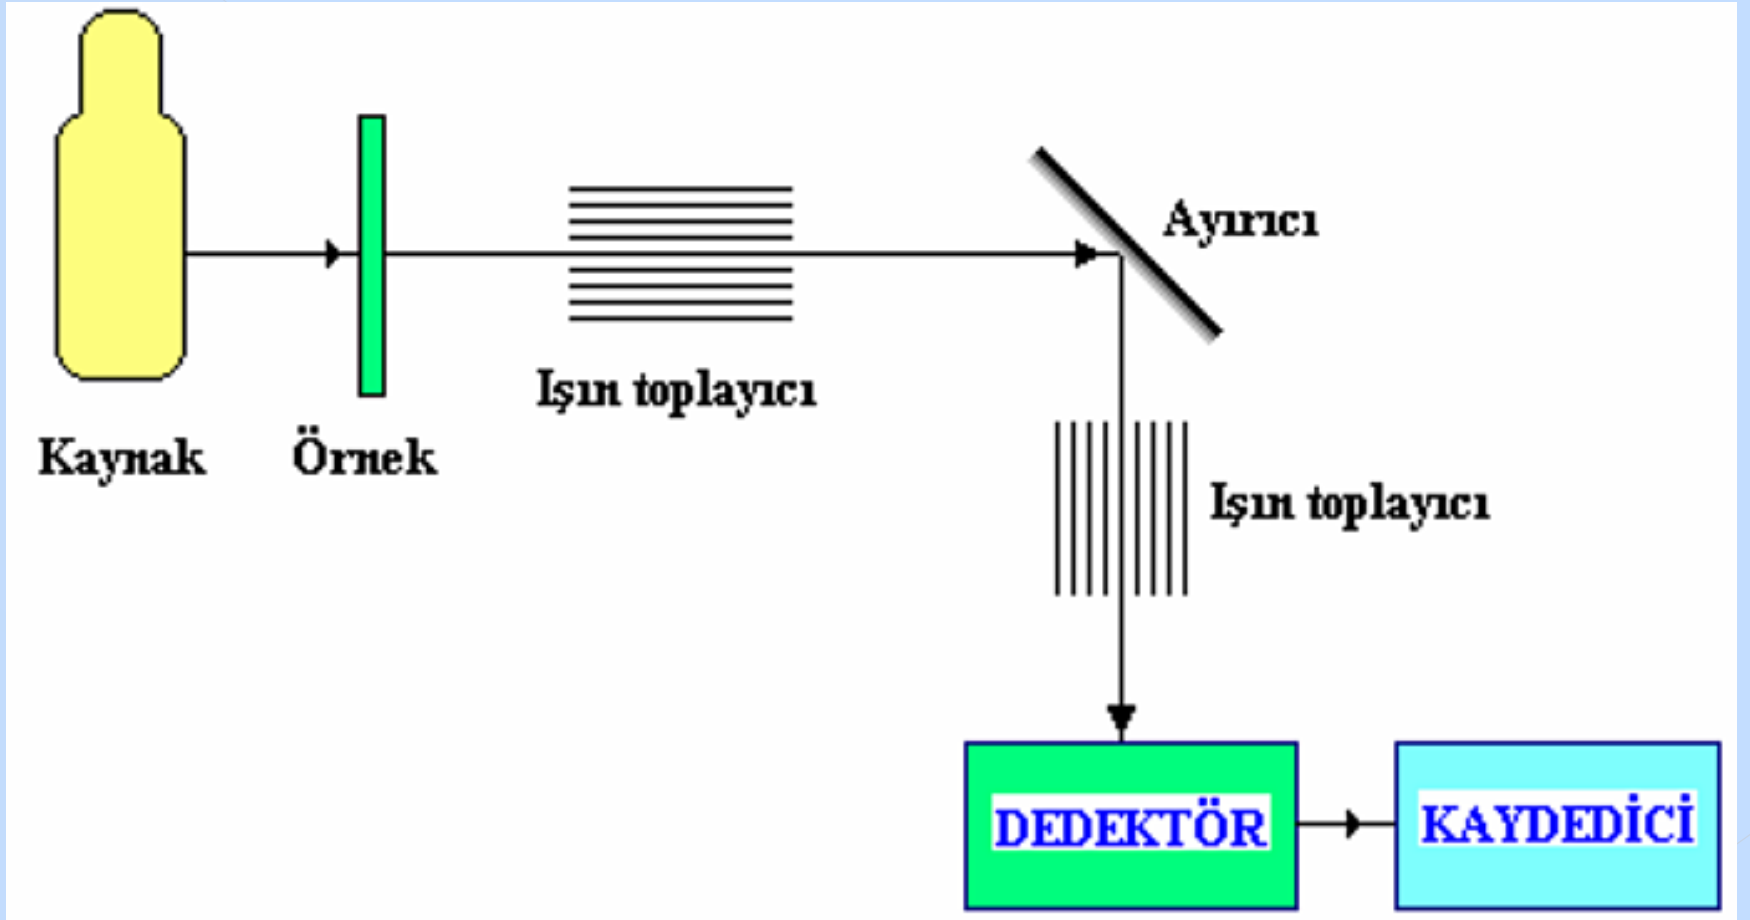 Ayırıcı
Işın toplayıcı
Kaynak
Örnek
Işın toplayıcı
DEDEKTÖR
KAYDEDİCİ